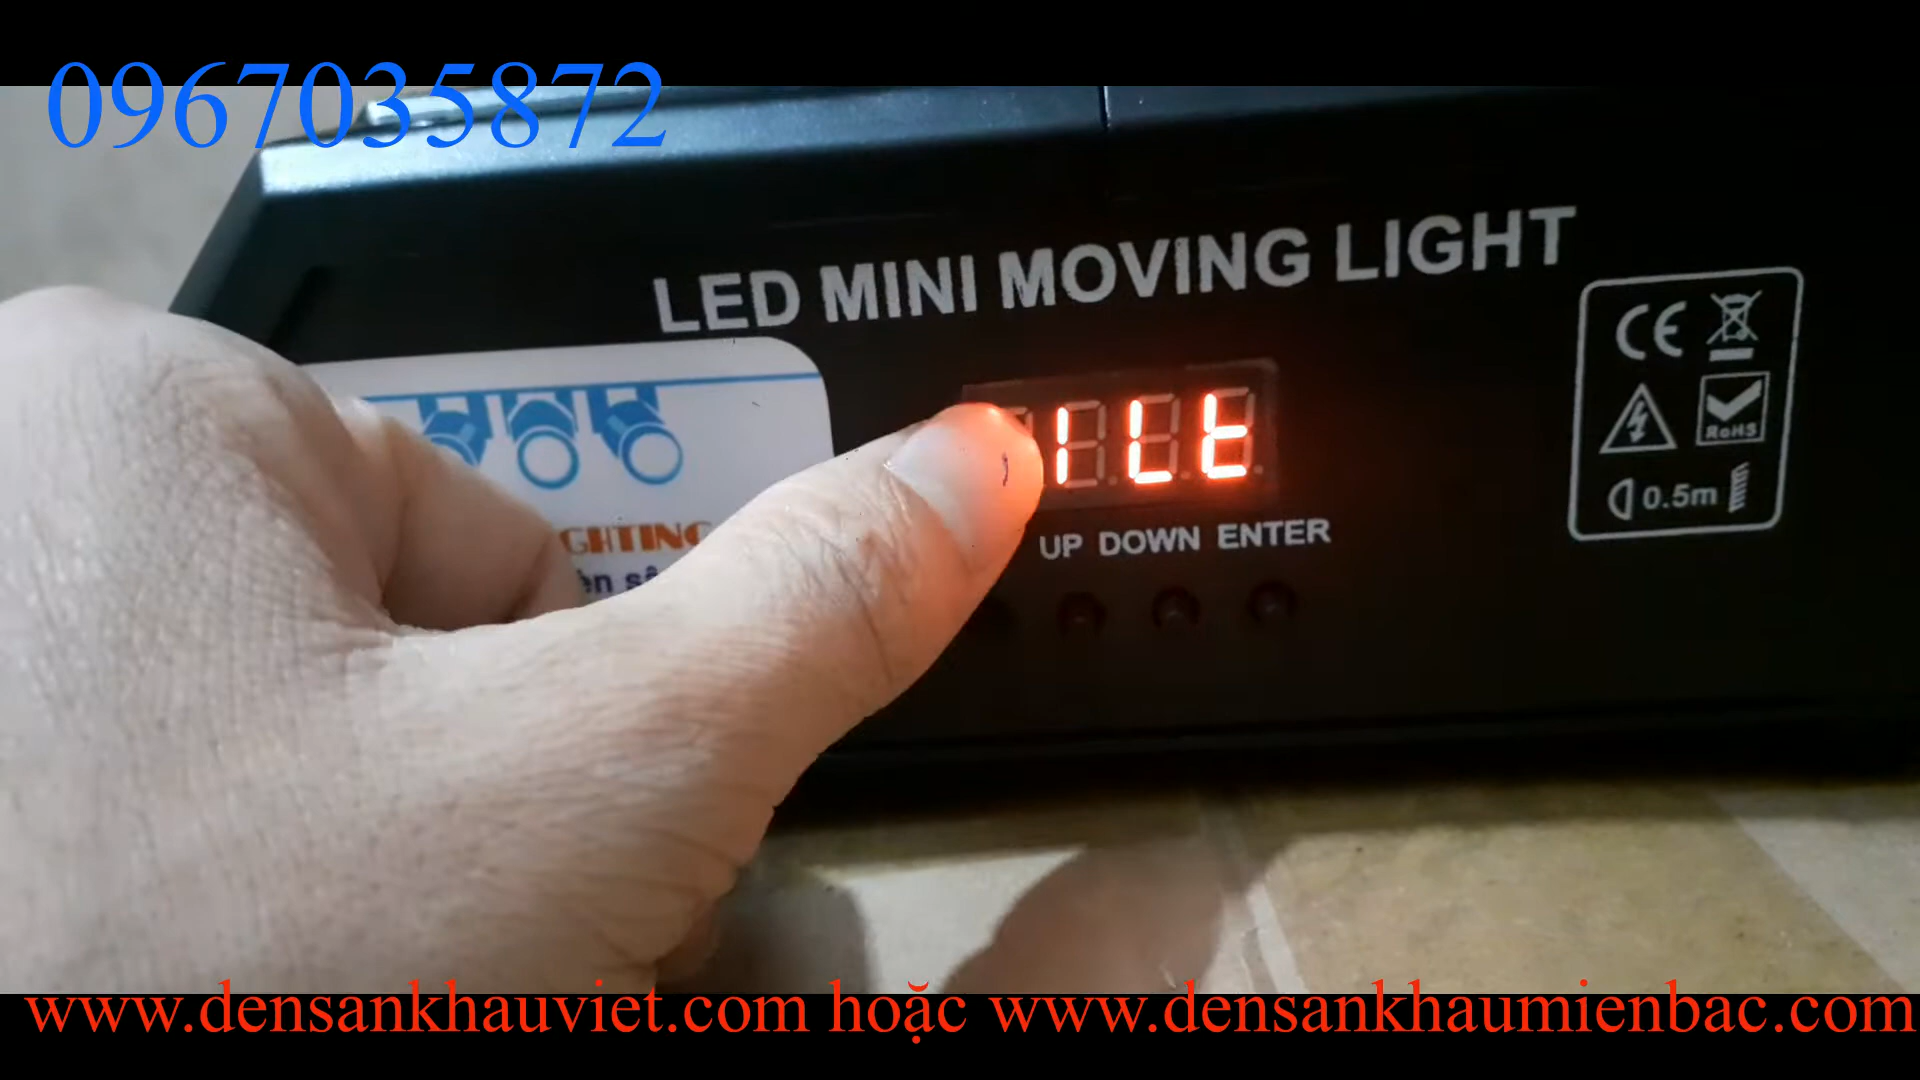 0967035872
LED MINI MOVING LIGHT
CE
RoHS
0.5m
UP DOWN ENTER
GHTING
www.densankhauviet.com hoặc www.densankhaumienbac.com